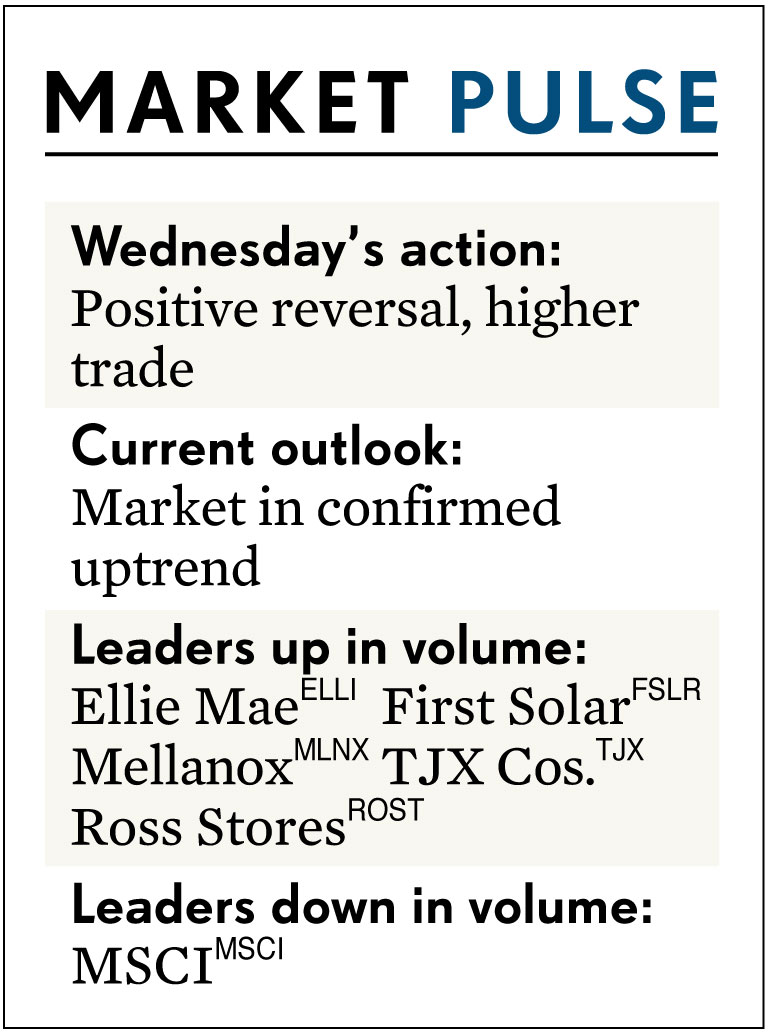 MARKET PULSE
Wednesday’s action:
Positive reversal, higher
trade
Current outlook:
Market in confirmed
uptrend
Leaders up in volume:
Ellie Mae ELLI First Solar FSLR
Mellanox MLNX TJX Cos. TJX
Ross Stores ROST
Leaders down in volume:
MSCI MSCI